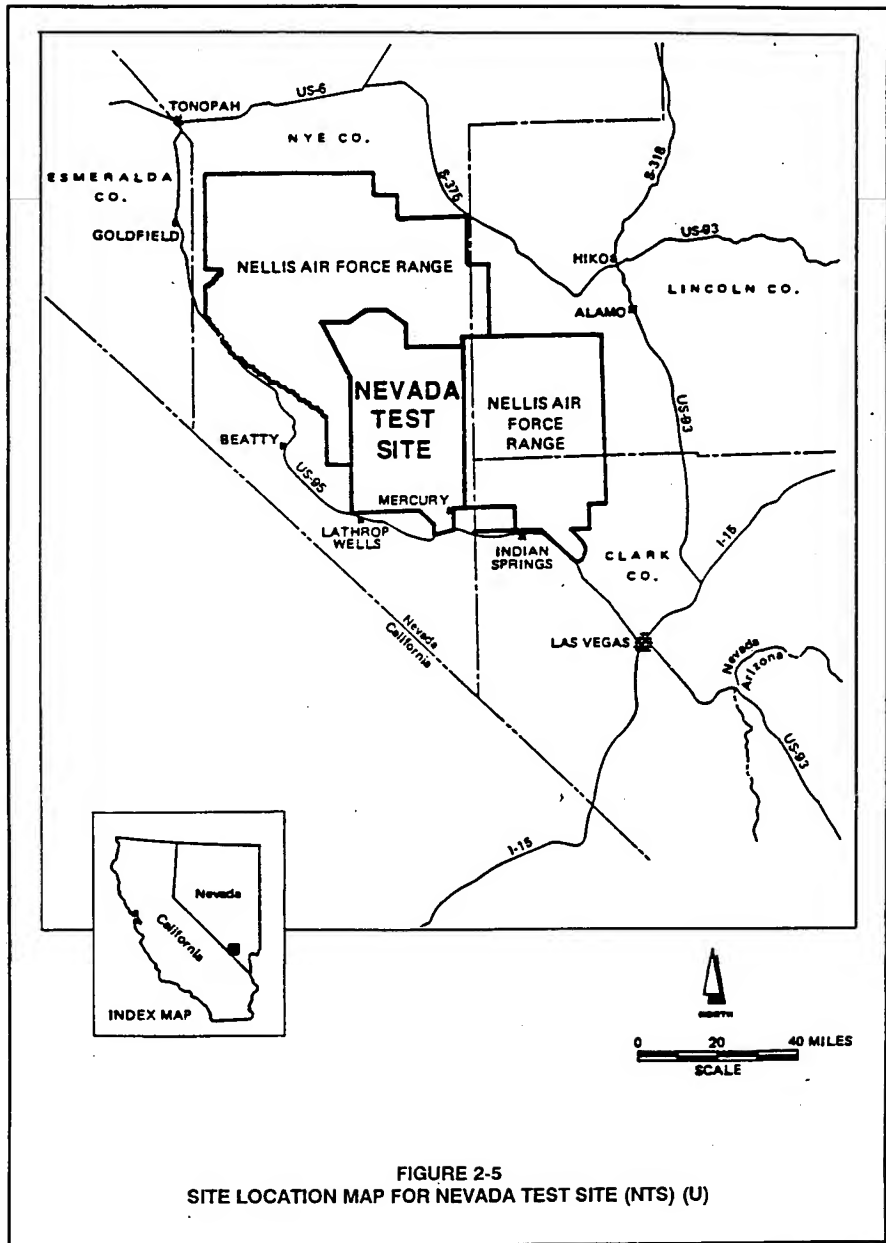 TONOPAH
US-6
NYE CO.
ESMERALDA
CO.
S-375
S-318
GOLDFIELD
US-93
HIKO
NELLIS AIR FORCE RANGE
LINCOLN CO.
ALAMO
NEVADA
TEST
SITE
NELLIS AIR
FORCE
RANGE
US-93
BEATTY
US-95
MERCURY
LATHROP
WELLS
INDIAN
SPRINGS
CLARK
CO.
I-15
Nevada
California
LAS VEGAS
Nevada
Arizona
US-93
I-15
Nevada
California
INDEX MAP
NORTH
0 20 40 MILES
SCALE
FIGURE 2-5
SITE LOCATION MAP FOR NEVADA TEST SITE (NTS) (U)